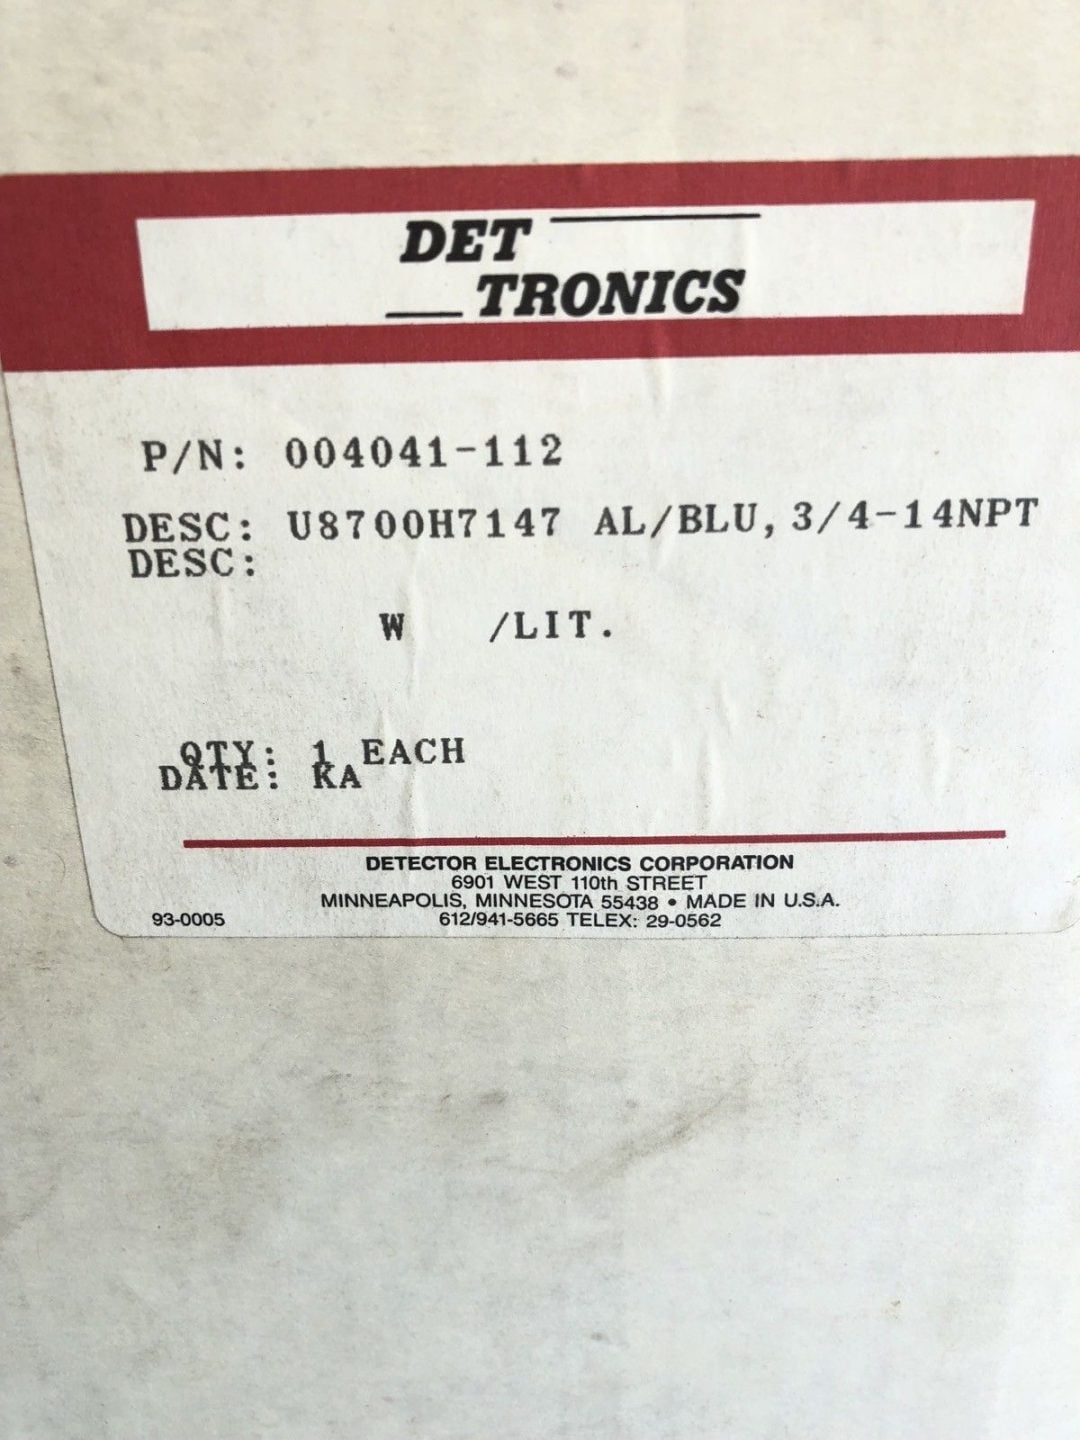 DET
TRONICS
P/N: 004041-112
DESC: U8700H7147 AL/BLU, 3/4-14NPT
DESC:
W /LIT.
QTY: 1 EACH
DATE: KA
DETECTOR ELECTRONICS CORPORATION
6901 WEST 110th STREET
MINNEAPOLIS, MINNESOTA 55438 • MADE IN U.S.A.
93-0005 612/941-5665 TELEX: 29-0562